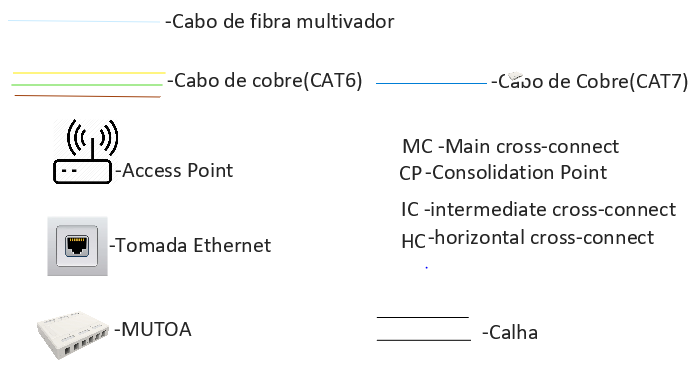 -Cabo de fibra multivador
-Cabo de cobre(CAT6)
-Cabo de Cobre(CAT7)
MC -Main cross-connect
-Access Point
CP -Consolidation Point
IC -intermediate cross-connect
HC -horizontal cross-connect
-Tomada Ethernet
-MUTOA
-Calha